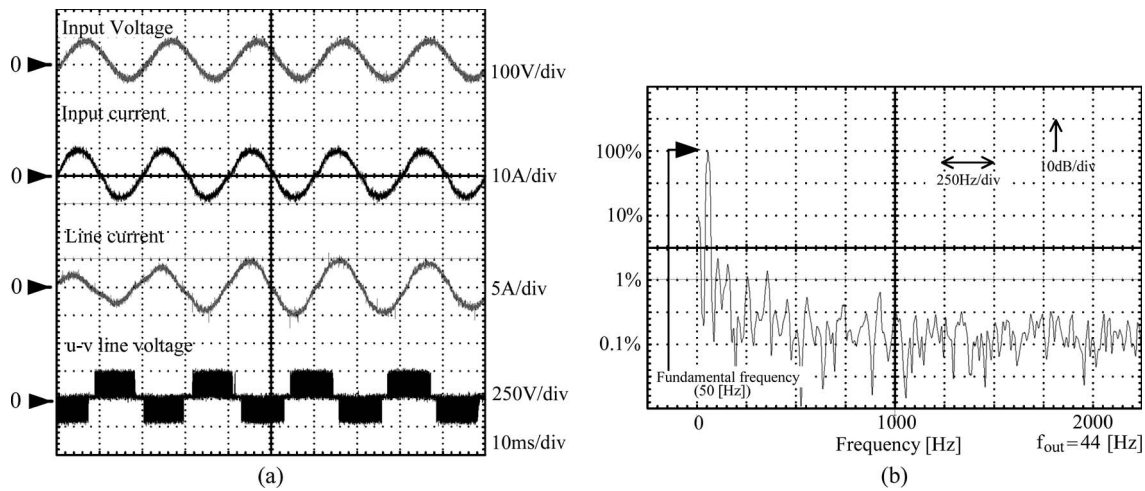 Input Voltage
0
100V/div
Input current
0
10A/div
Line current
0
5A/div
u-v line voltage
0
250V/div
10ms/div
(a)
100%
10%
1%
0.1%
250Hz/div
10dB/div
Fundamental frequency
(50 [Hz])
0
1000
2000
Frequency [Hz]
fout=44 [Hz]
(b)